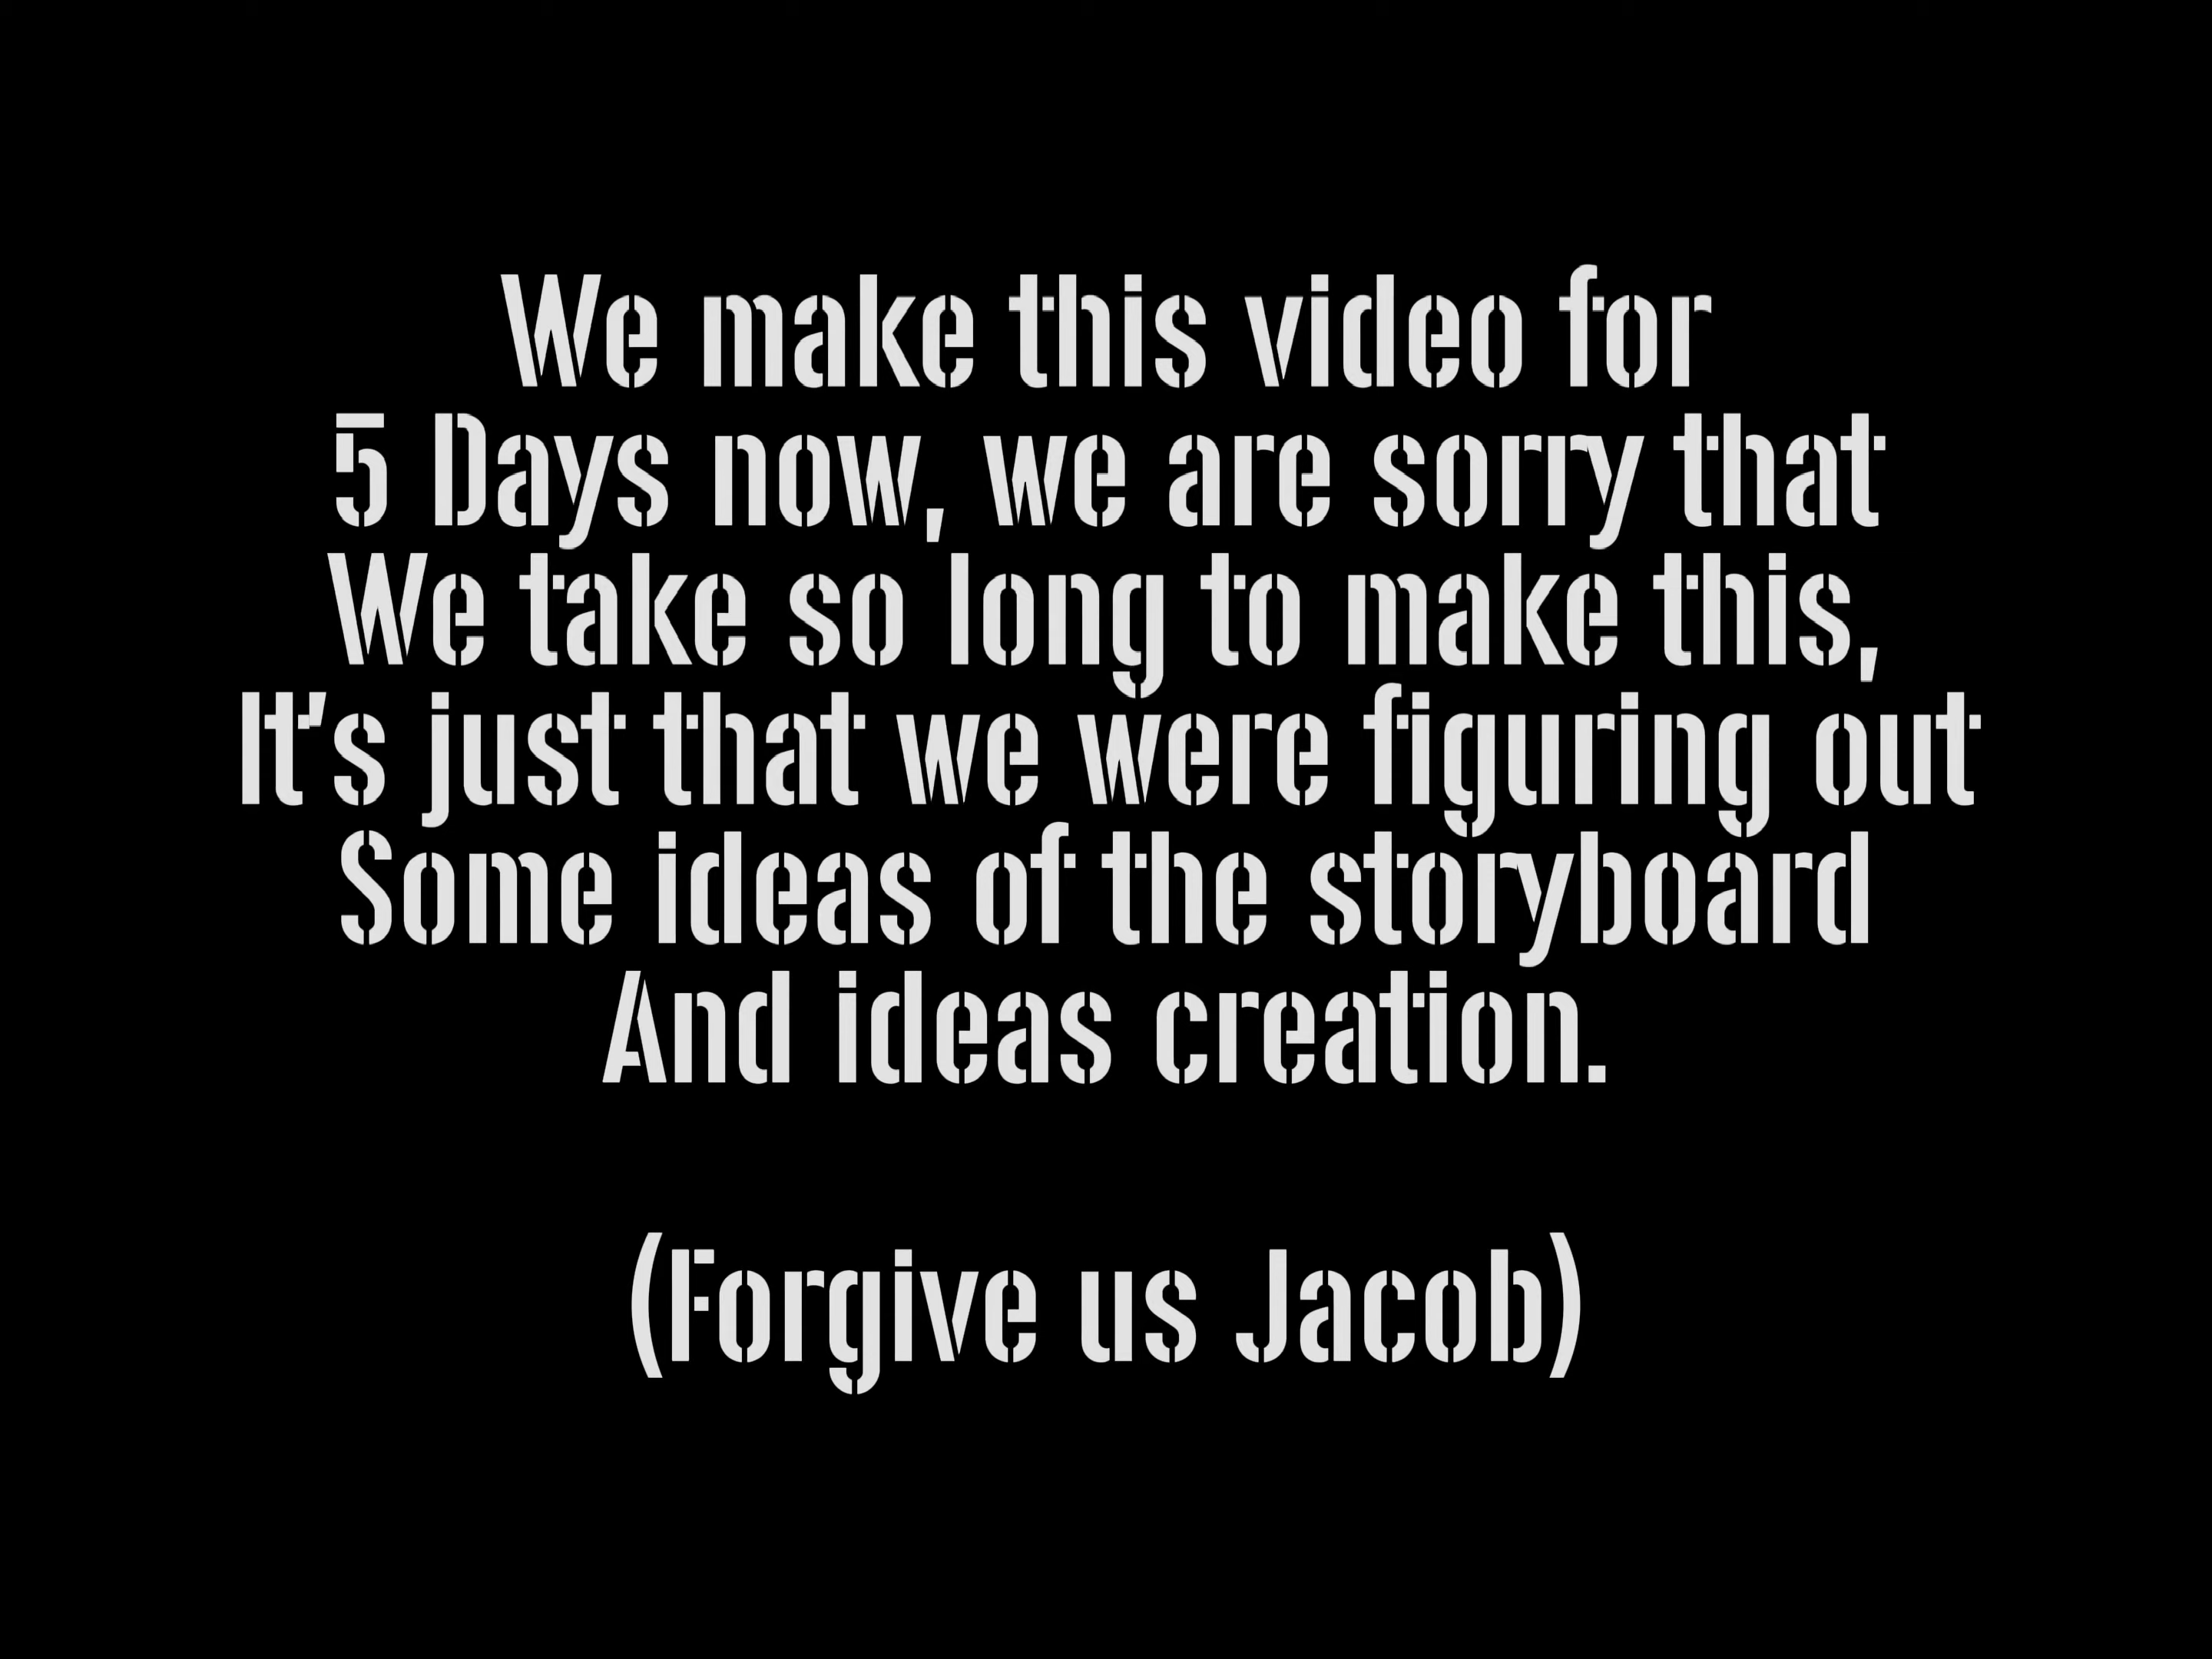 We make this video for
5 Days now, we are sorry that
We take so long to make this,
It's just that we were figuring out
Some ideas of the storyboard
And ideas creation.
(Forgive us Jacob)